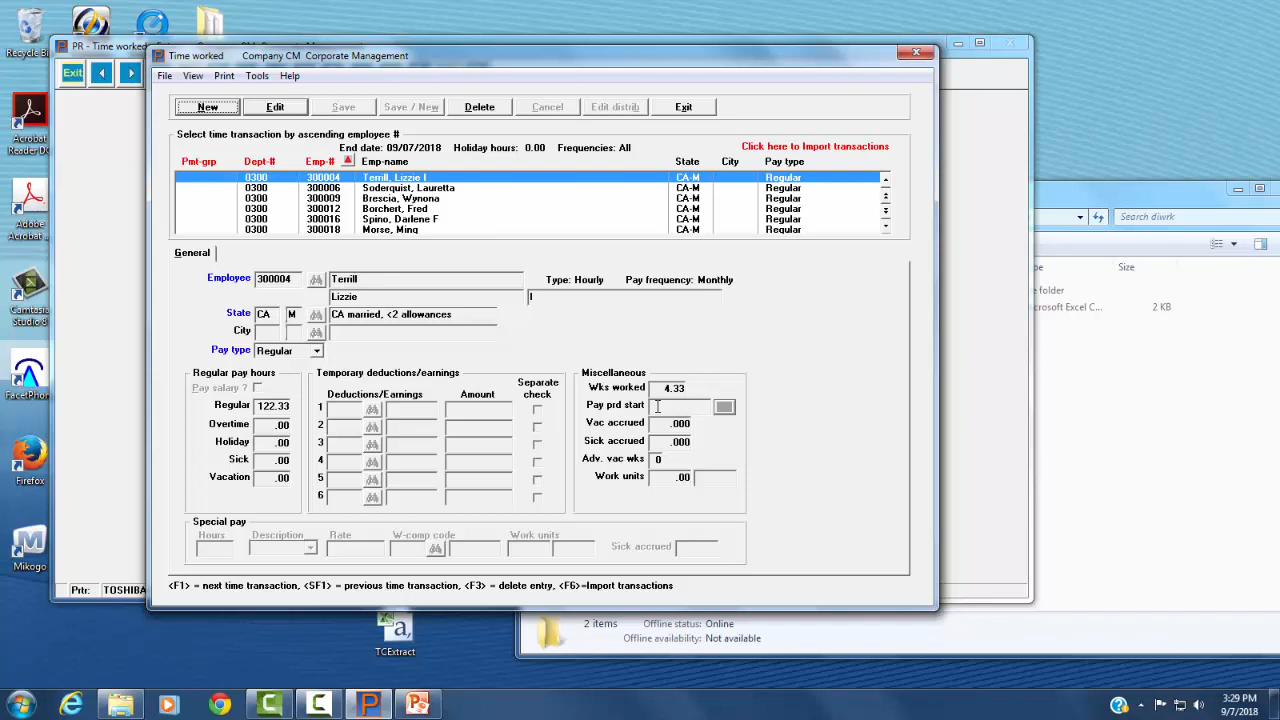 Recycle Bi
PR - Time worked
Exit
Time worked Company CM Corporate Management
File View Print Tools Help
New Edit Save Save / New Delete Cancel Edit distrib Exit
Select time transaction by ascending employee #
End date: 09/07/2018 Holiday hours: 0.00 Frequencies: All
Click here to Import transactions
Pmt-grp Dept-# Emp-# Emp-name State City Pay type
0300 300004 Terrill, Lizzie I CA-M Regular
0300 300006 Soderquist, Lauretta CA-M Regular
0300 300009 Brescia, Wynona CA-M Regular
0300 300012 Borchert, Fred CA-M Regular
0300 300016 Spino, Darlene F CA-M Regular
0300 300018 Morse, Ming CA-M Regular
General
Employee 300004 Terrill Type: Hourly Pay frequency: Monthly
Lizzie I
State CA M CA married, <2 allowances
City
Pay type Regular
Regular pay hours
Pay salary ?
Regular 122.33
Overtime .00
Holiday .00
Sick .00
Vacation .00
Temporary deductions/earnings
Deductions/Earnings Amount Separate check
1
2
3
4
5
6
Miscellaneous
Wks worked 4.33
Pay prd start
Vac accrued .000
Sick accrued .000
Adv. vac wks 0
Work units .00
Special pay
Hours Description Rate W-comp code Work units
Sick accrued
<F1> = next time transaction, <SF1> = previous time transaction, <F3> = delete entry, <F6>=Import transactions
Prtr: TOSHIBA
Acrobat
Reader DC
Adobe
Acrobat ...
Camtasia
Studio 8
FacetPhon
Firefox
Mikogo
TCExtract
Search diwrk
pe Size
e folder
crosoft Excel C... 2 KB
2 items Offline status: Online
Offline availability: Not available
3:29 PM
9/7/2018